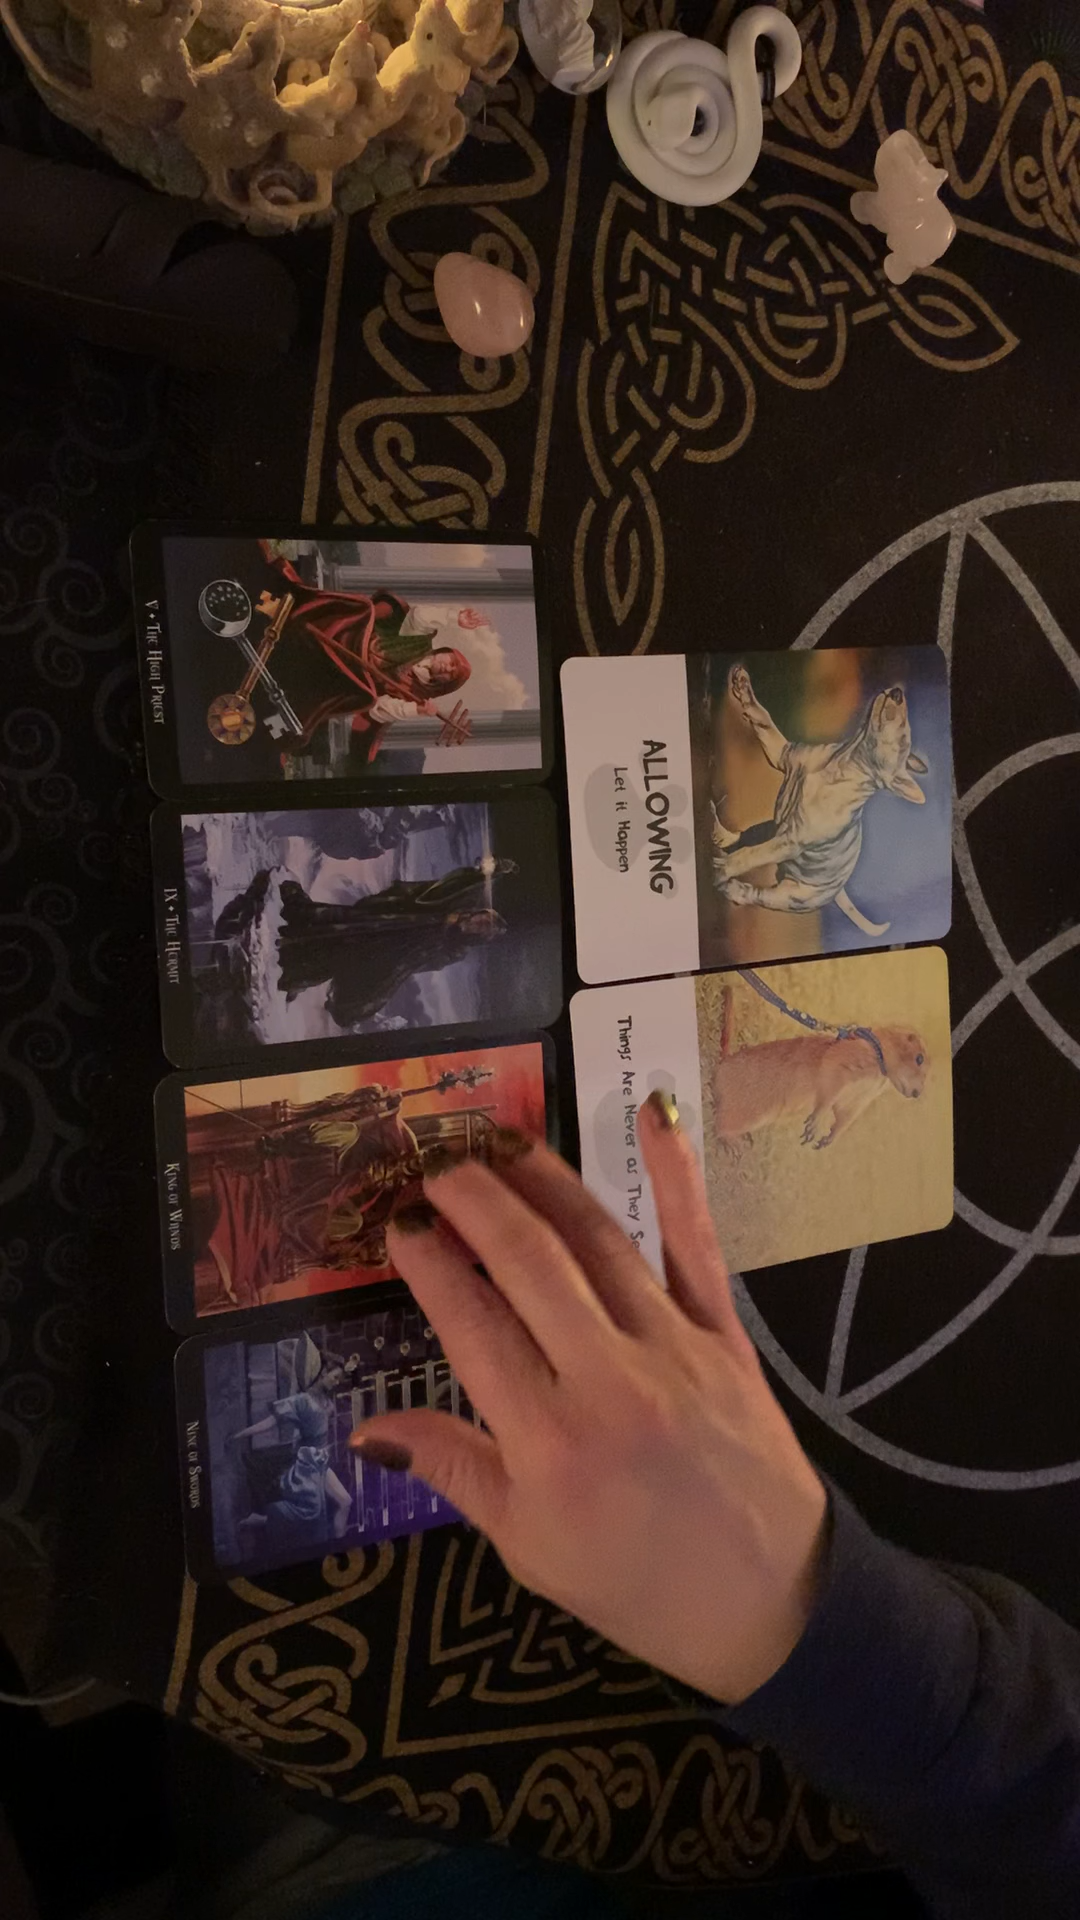 V • The High Priest
IX • The Hermit
King of Wands
Nine of Swords
ALLOWING
Let it Happen
Things Are Never as They